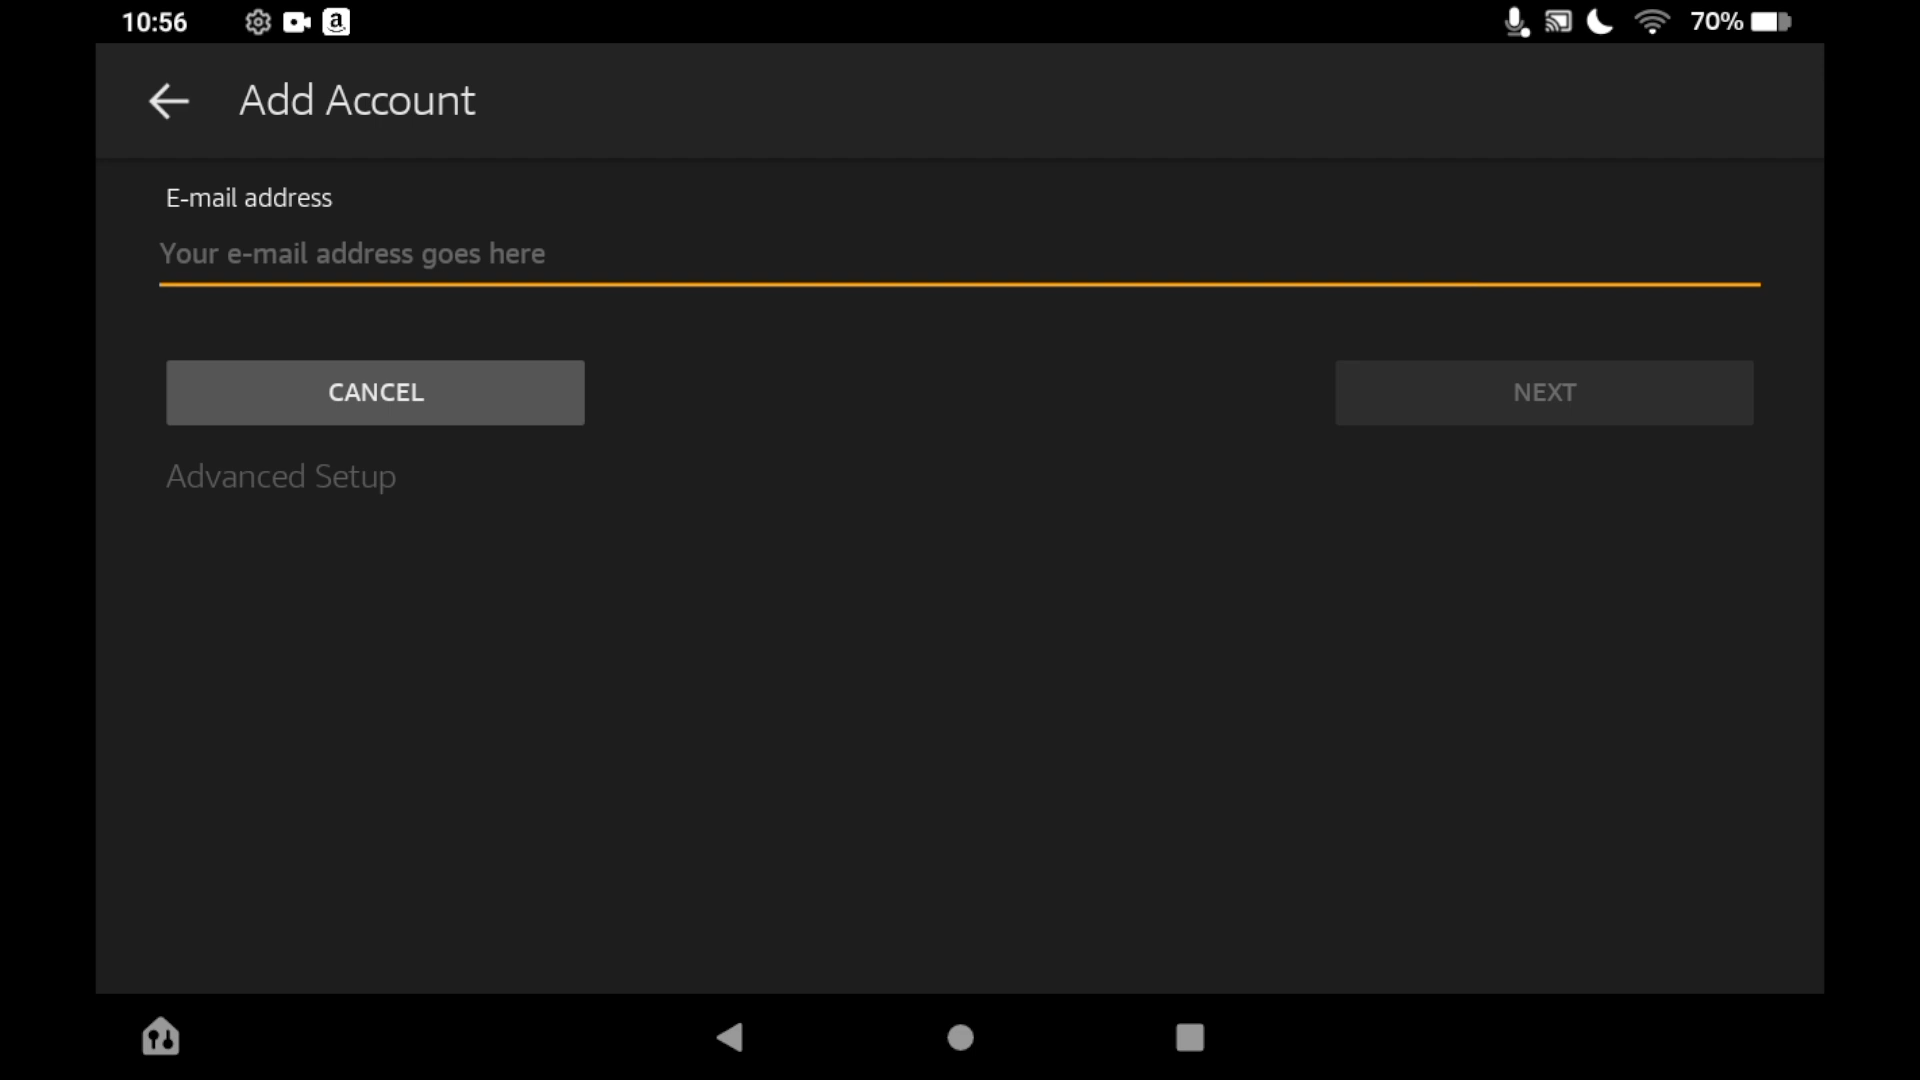 10:56
70%
Add Account
E-mail address
Your e-mail address goes here
CANCEL
NEXT
Advanced Setup